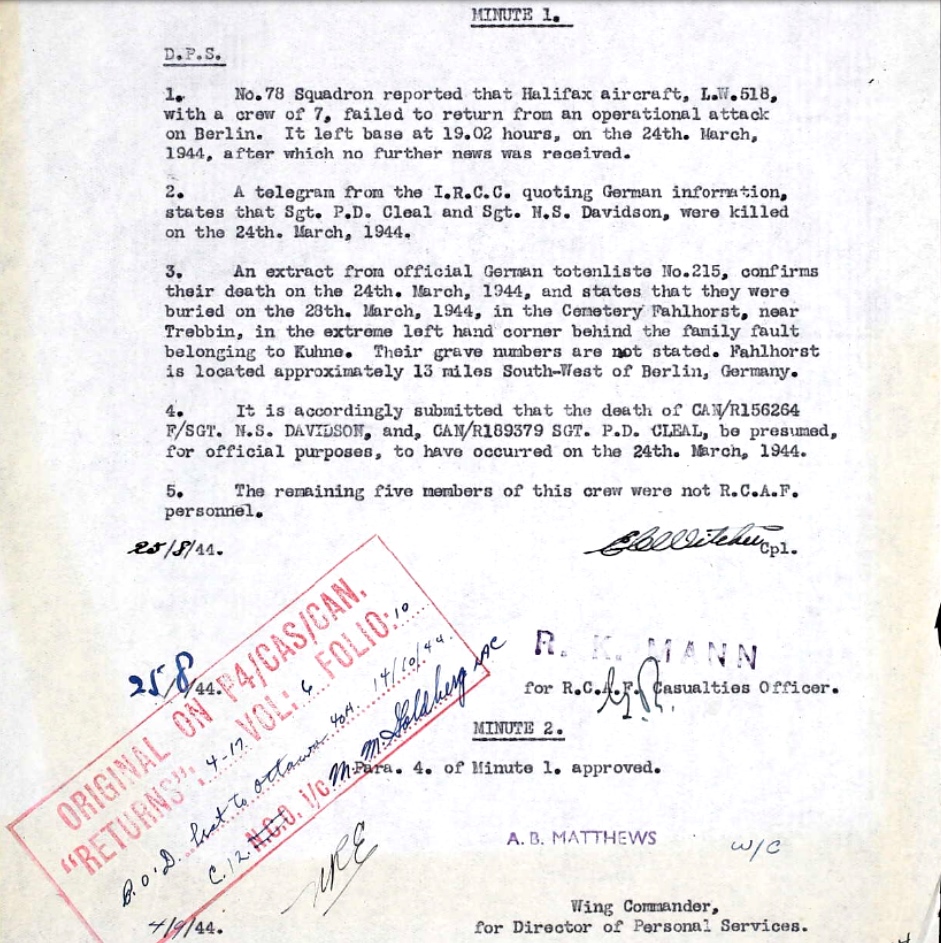 MINUTE 1.
D.P.S.
1. No.78 Squadron reported that Halifax aircraft, L.W.518,
with a crew of 7, failed to return from an operational attack
on Berlin. It left base at 19.02 hours, on the 24th. March,
1944, after which no further news was received.
2. A telegram from the I.R.C.C. quoting German information,
states that Sgt. P.D. Cleal and Sgt. N.S. Davidson, were killed
on the 24th. March, 1944.
3. An extract from official German totenliste No.215, confirms
their death on the 24th. March, 1944, and states that they were
buried on the 28th. March, 1944, in the Cemetery Fahlhorst, near
Trebbin, in the extreme left hand corner behind the family fault
belonging to Kuhne. Their grave numbers are not stated. Fahlhorst
is located approximately 13 miles South-West of Berlin, Germany.
4. It is accordingly submitted that the death of CAN/R156264
F/SGT. N.S. DAVIDSON, and, CAN/R189379 SGT. P.D. CLEAL, be presumed,
for official purposes, to have occurred on the 24th. March, 1944.
5. The remaining five members of this crew were not R.C.A.F.
personnel.
25/8/44.
Cpl.
R. K. MANN
25/8/44.
for R.C.A.F. Casualties Officer.
ORIGINAL ON P4/CAS/CAN.
"RETURNS". 4-17. VOL: 6 FOLIO: 10
B.O'D. Sent to Ottawa 14/10/44.
C.12. N.C.O. i/c M. M. Goldberg
MINUTE 2.
Para. 4. of Minute 1. approved.
A. B. MATTHEWS W/C
4/9/44.
Wing Commander,
for Director of Personal Services.